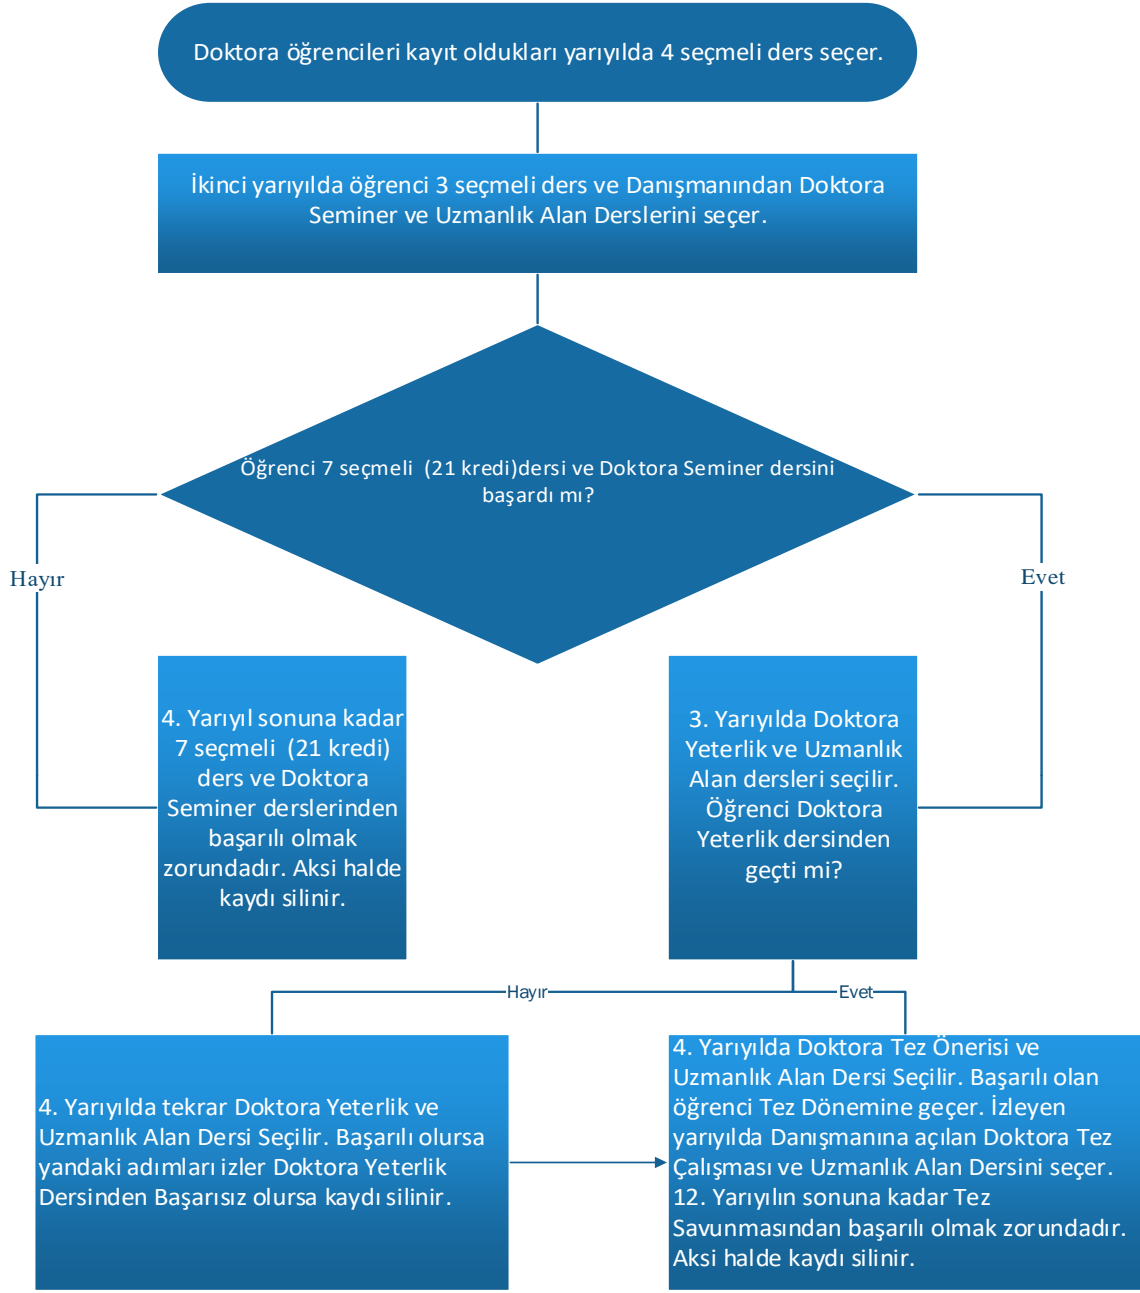 Doktora öğrencileri kayıt oldukları yarıyılda 4 seçmeli ders seçer.
İkinci yarıyılda öğrenci 3 seçmeli ders ve Danışmanından Doktora
Seminer ve Uzmanlık Alan Derslerini seçer.
Öğrenci 7 seçmeli (21 kredi)dersi ve Doktora Seminer dersini
başardı mı?
Hayır
Evet
4. Yarıyıl sonuna kadar
7 seçmeli (21 kredi)
ders ve Doktora
Seminer derslerinden
başarılı olmak
zorundadır. Aksi halde
kaydı silinir.
3. Yarıyılda Doktora
Yeterlik ve Uzmanlık
Alan dersleri seçilir.
Öğrenci Doktora
Yeterlik dersinden
geçti mi?
Hayır
Evet
4. Yarıyılda tekrar Doktora Yeterlik ve
Uzmanlık Alan Dersi Seçilir. Başarılı olursa
yandaki adımları izler Doktora Yeterlik
Dersinden Başarısız olursa kaydı silinir.
4. Yarıyılda Doktora Tez Önerisi ve
Uzmanlık Alan Dersi Seçilir. Başarılı olan
öğrenci Tez Dönemine geçer. İzleyen
yarıyılda Danışmanına açılan Doktora Tez
Çalışması ve Uzmanlık Alan Dersini seçer.
12. Yarıyılın sonuna kadar Tez
Savunmasından başarılı olmak zorundadır.
Aksi halde kaydı silinir.